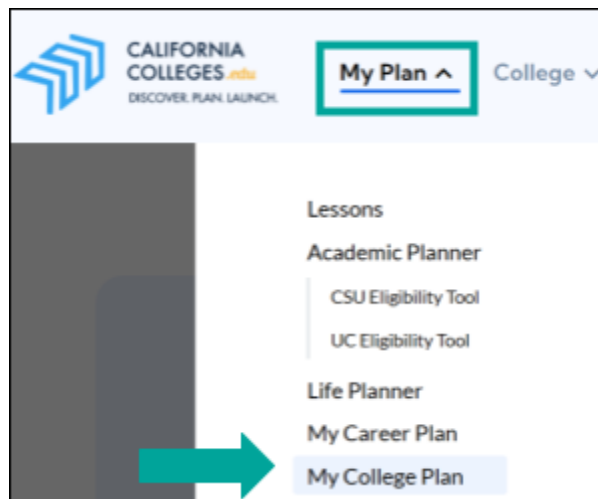 CALIFORNIA
COLLEGES.edu
DISCOVER. PLAN. LAUNCH.
My Plan
College
Lessons
Academic Planner
CSU Eligibility Tool
UC Eligibility Tool
Life Planner
My Career Plan
My College Plan